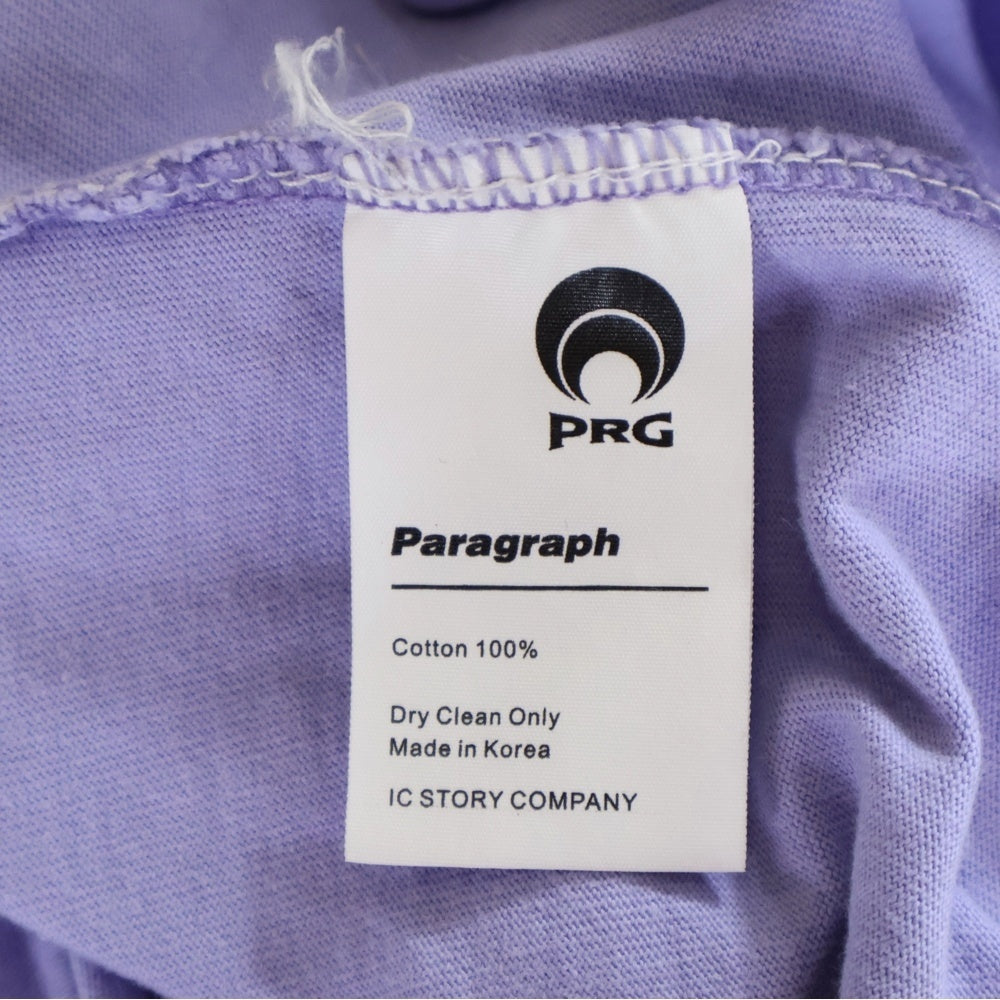 PRG
Paragraph
Cotton 100%
Dry Clean Only
Made in Korea
IC STORY COMPANY